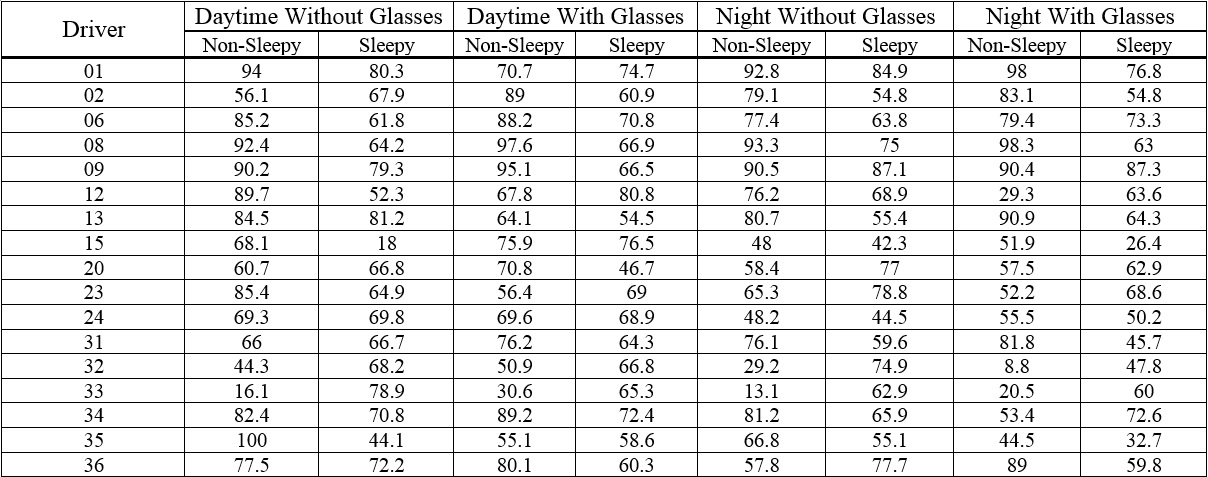 Driver Daytime Without Glasses Daytime With Glasses Night Without Glasses Night With Glasses
Non-Sleepy Sleepy Non-Sleepy Sleepy Non-Sleepy Sleepy Non-Sleepy Sleepy
01 94 80.3 70.7 74.7 92.8 84.9 98 76.8
02 56.1 67.9 89 60.9 79.1 54.8 83.1 54.8
06 85.2 61.8 88.2 70.8 77.4 63.8 79.4 73.3
08 92.4 64.2 97.6 66.9 93.3 75 98.3 63
09 90.2 79.3 95.1 66.5 90.5 87.1 90.4 87.3
12 89.7 52.3 67.8 80.8 76.2 68.9 29.3 63.6
13 84.5 81.2 64.1 54.5 80.7 55.4 90.9 64.3
15 68.1 18 75.9 76.5 48 42.3 51.9 26.4
20 60.7 66.8 70.8 46.7 58.4 77 57.5 62.9
23 85.4 64.9 56.4 69 65.3 78.8 52.2 68.6
24 69.3 69.8 69.6 68.9 48.2 44.5 55.5 50.2
31 66 66.7 76.2 64.3 76.1 59.6 81.8 45.7
32 44.3 68.2 50.9 66.8 29.2 74.9 8.8 47.8
33 16.1 78.9 30.6 65.3 13.1 62.9 20.5 60
34 82.4 70.8 89.2 72.4 81.2 65.9 53.4 72.6
35 100 44.1 55.1 58.6 66.8 55.1 44.5 32.7
36 77.5 72.2 80.1 60.3 57.8 77.7 89 59.8